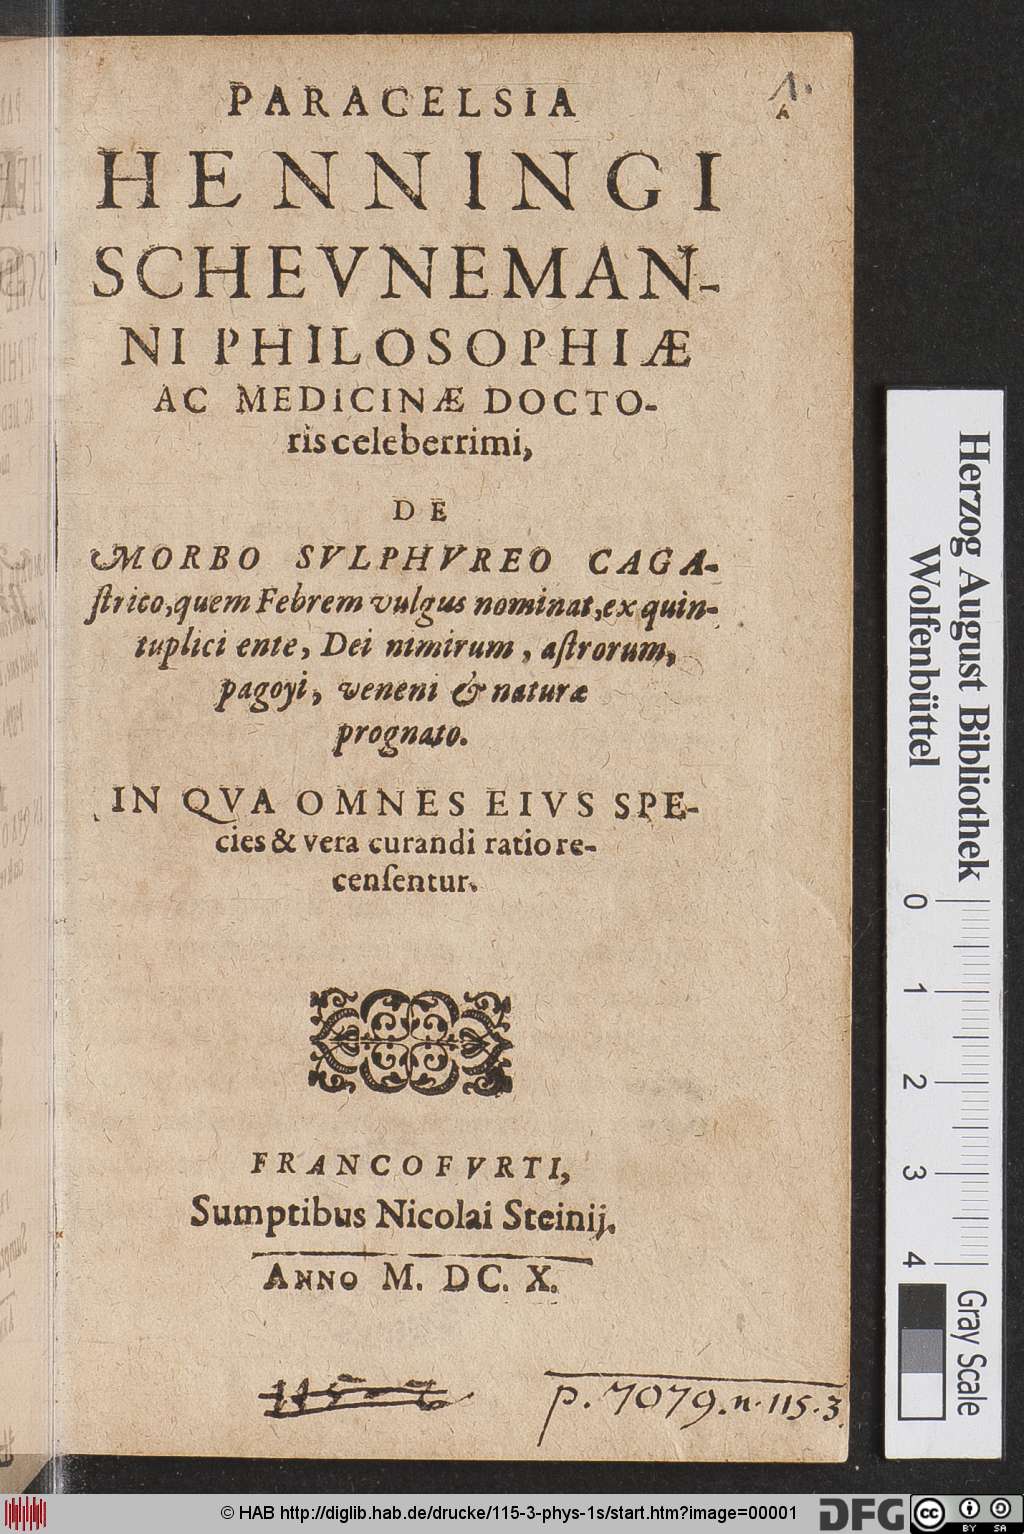 1.
A
PARACELSIA
HENNINGI
SCHEVNEMAN-
NI PHILOSOPHIÆ
AC MEDICINÆ DOCTO-
ris celeberrimi,
DE
MORBO SVLPHVREO CAGA-
ſtrico, quem Febrem vulgus nominat, ex quin-
tuplici ente, Dei nimirum, aſtrorum,
pagoyi, veneni & naturæ
prognato.
IN QVA OMNES EIVS SPE-
cies & vera curandi ratio re-
cenſentur.
FRANCOFVRTI,
Sumptibus Nicolai Steinij.
ANNO M. DC. X.
p. 7079. n. 115. 3.
Herzog August Bibliothek
Wolfenbüttel
0 1 2 3 4
Gray Scale
© HAB http://diglib.hab.de/drucke/115-3-phys-1s/start.htm?image=00001
DFG
cc BY SA